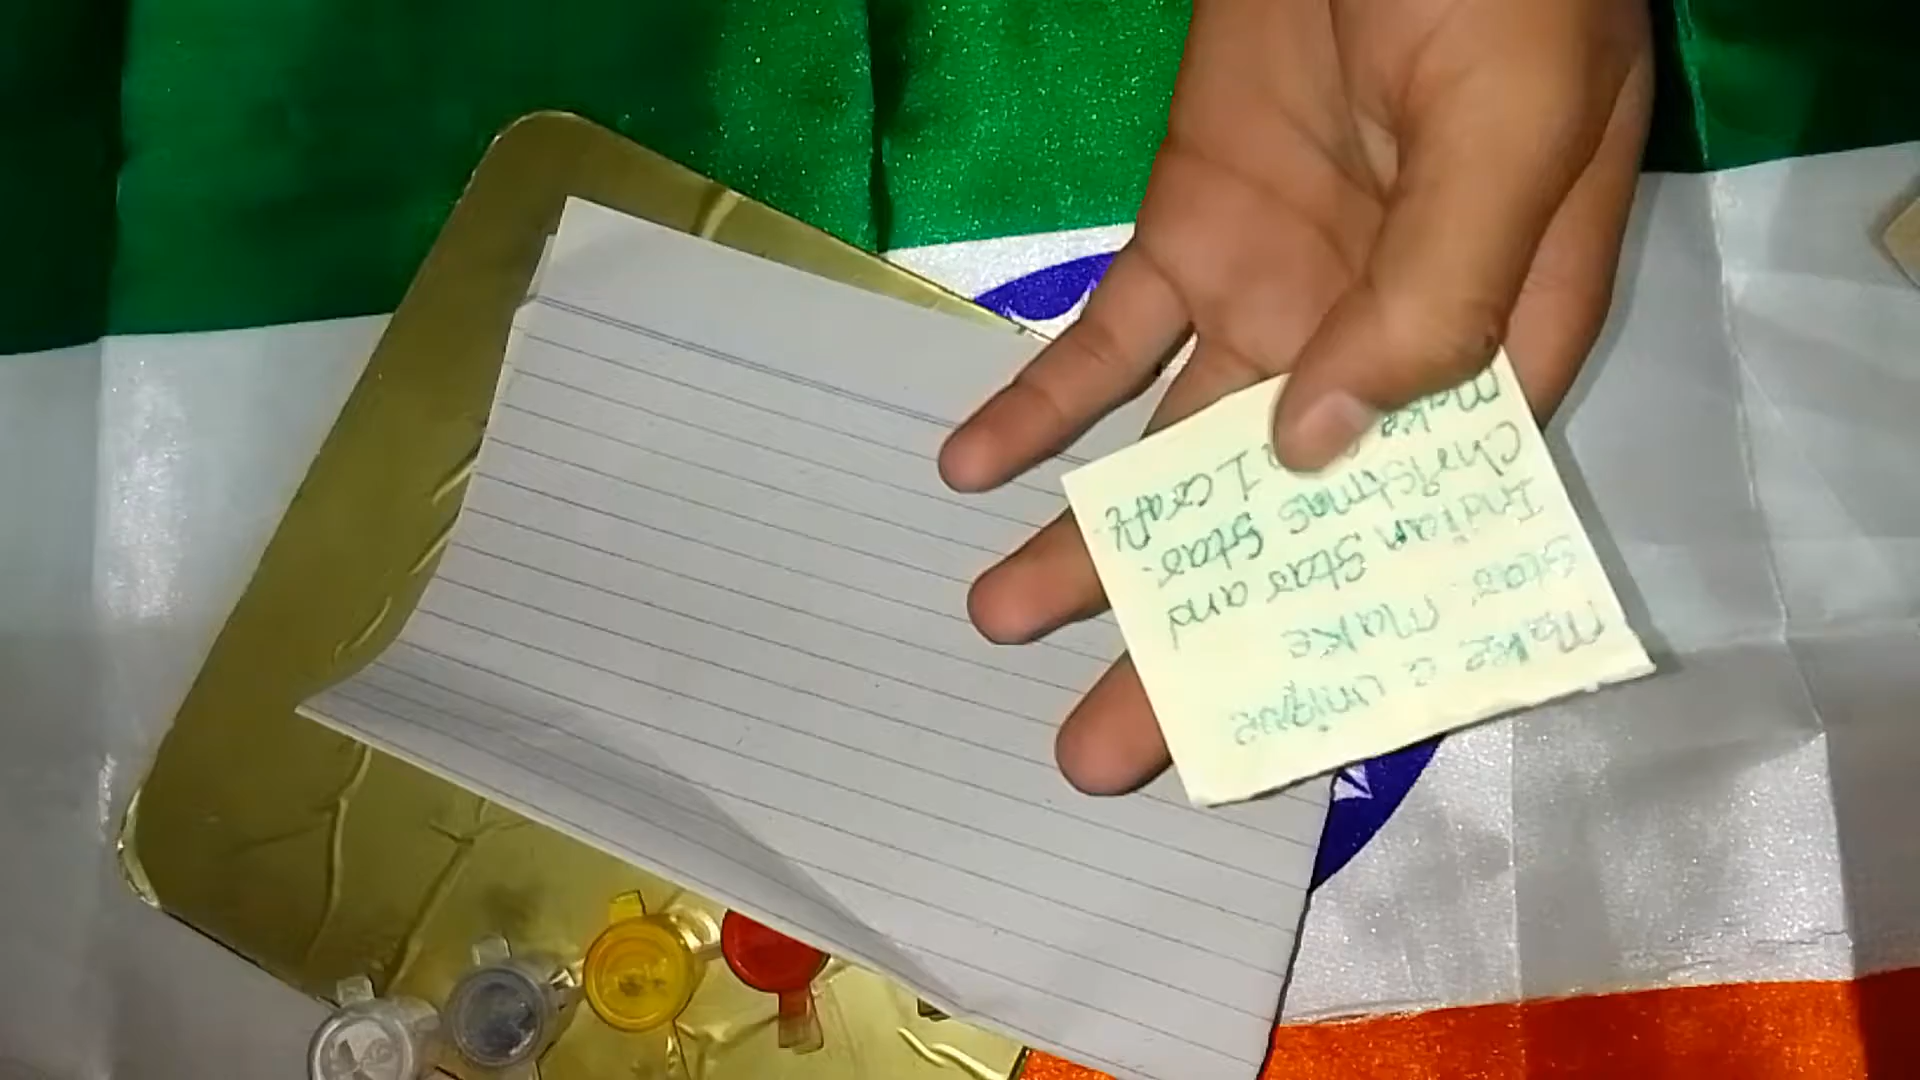 Make a unique
star. Make
Indian star and
Christmas star.
Make 1 craft.